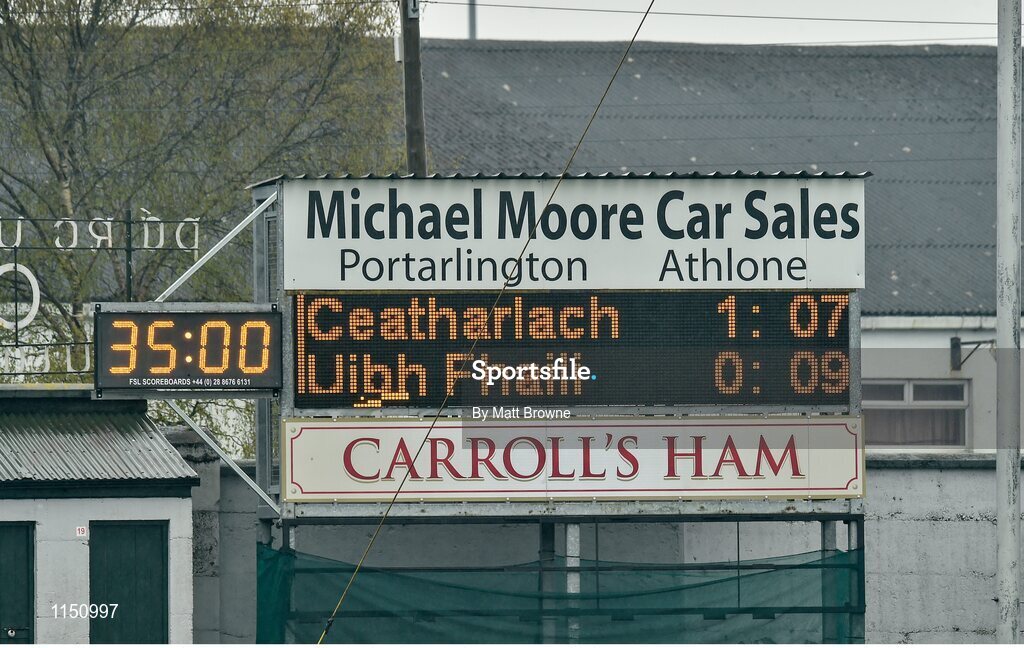 Michael Moore Car Sales
Portarlington Athlone
Ceatharlach 1: 07
35:00
FSL SCOREBOARDS +44 (0) 28 8676 6131
Uibh 0: 09
Sportsfile.
By Matt Browne
CARROLL'S HAM
19
1150997